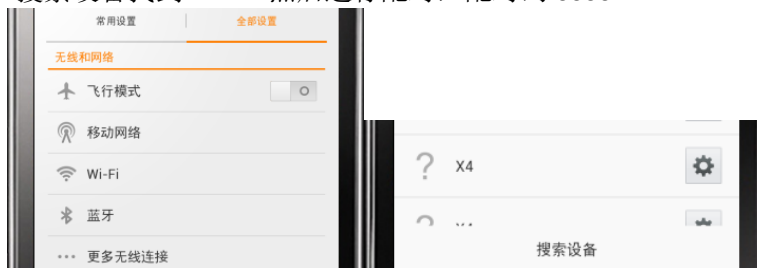 常用设置
全部设置
无线和网络
飞行模式
移动网络
Wi-Fi
蓝牙
更多无线连接
X4
搜索设备